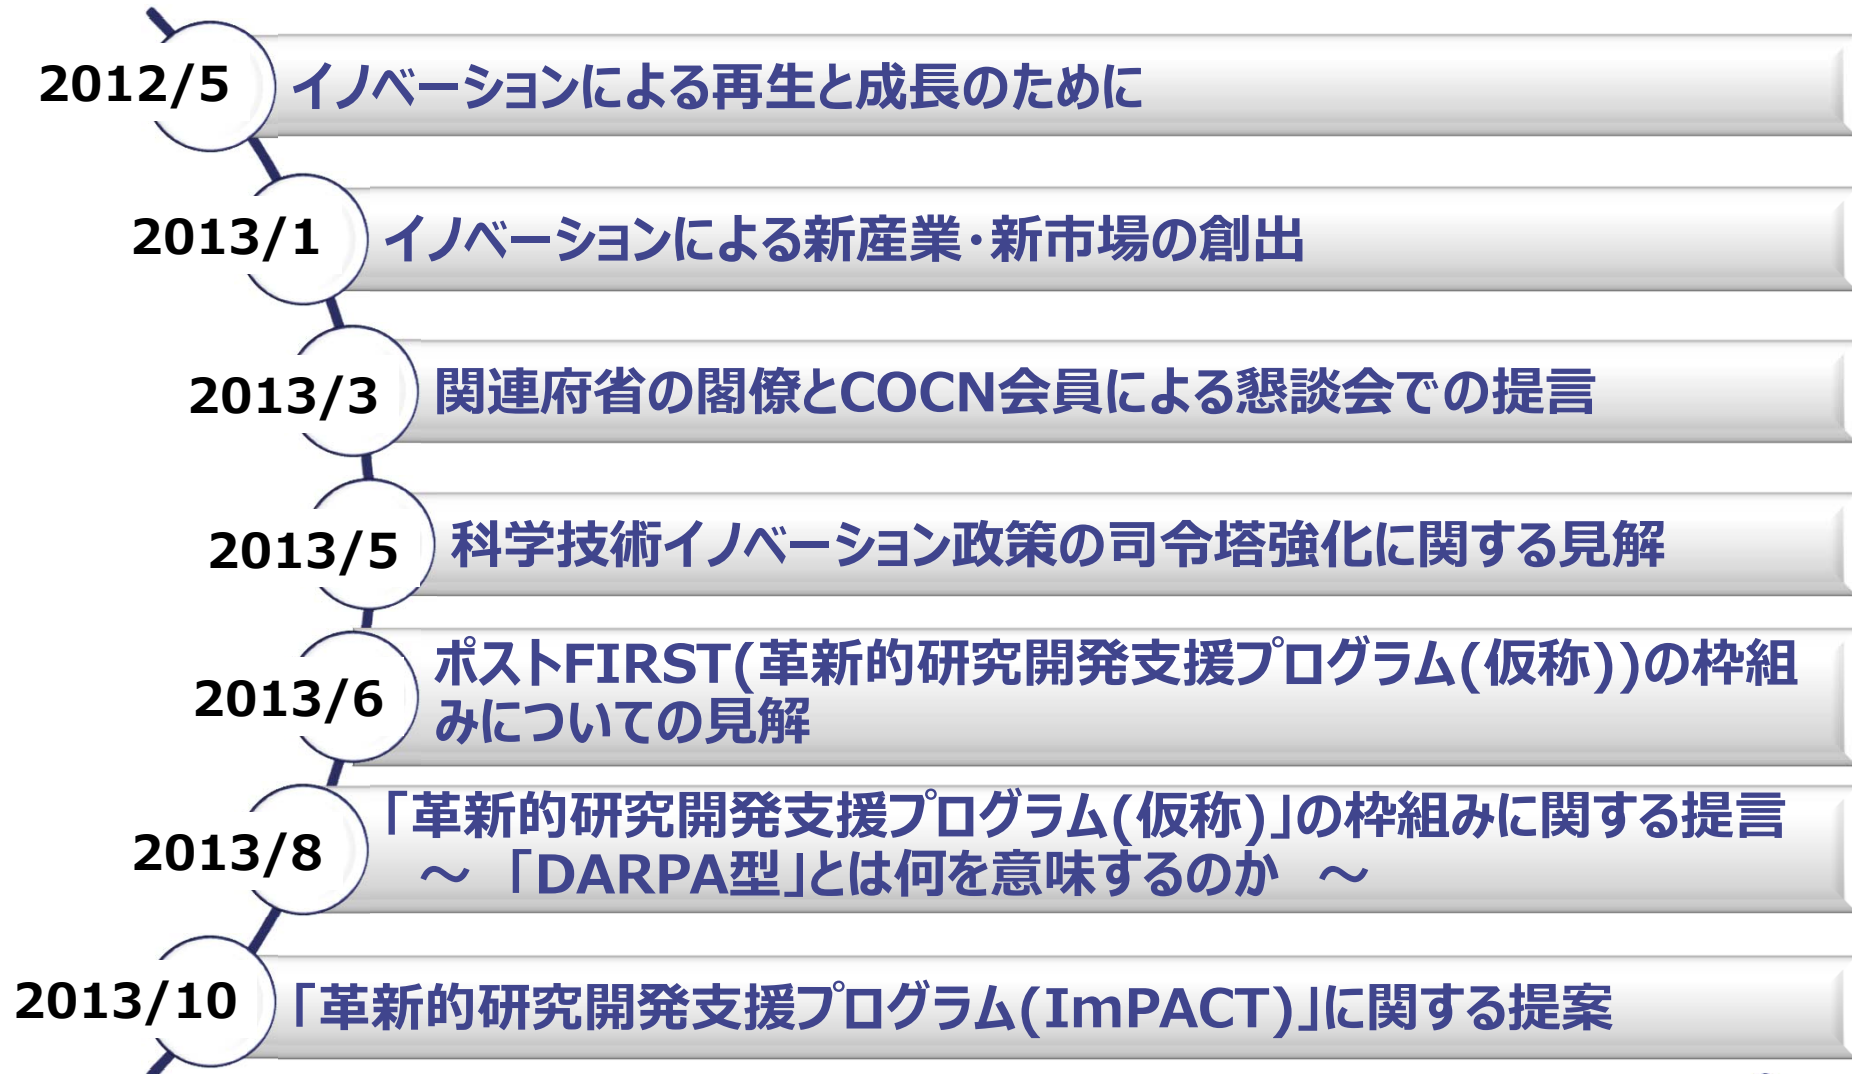 2012/5 イノベーションによる再生と成長のために
2013/1 イノベーションによる新産業・新市場の創出
2013/3 関連府省の閣僚とCOCN会員による懇談会での提言
2013/5 科学技術イノベーション政策の司令塔強化に関する見解
2013/6 ポストFIRST(革新的研究開発支援プログラム(仮称))の枠組
みについての見解
2013/8 「革新的研究開発支援プログラム(仮称)」の枠組みに関する提言
～ 「DARPA型」とは何を意味するのか ～
2013/10 「革新的研究開発支援プログラム(ImPACT)」に関する提案